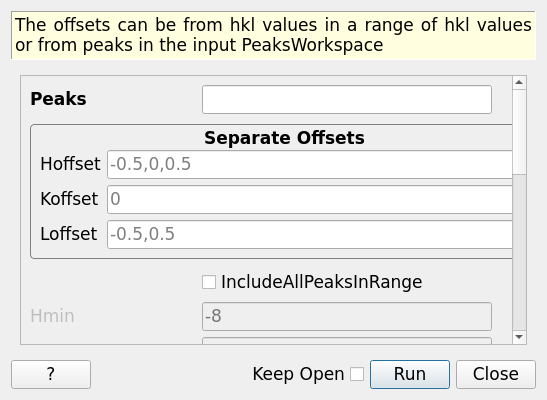 The offsets can be from hkl values in a range of hkl values
or from peaks in the input PeaksWorkspace
Peaks
Separate Offsets
Hoffset -0.5,0,0.5
Koffset 0
Loffset -0.5,0.5
IncludeAllPeaksInRange
Hmin -8
? Keep Open Run Close